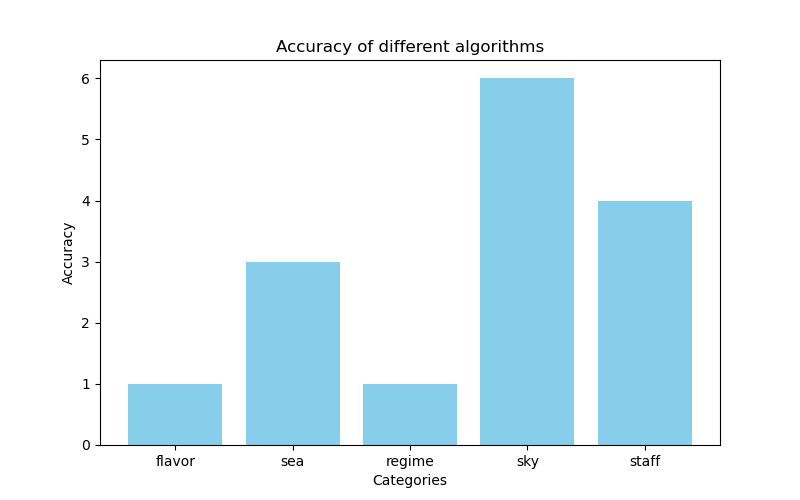 Accuracy of different algorithms
Accuracy
6
5
4
3
2
1
0
flavor sea regime sky staff
Categories